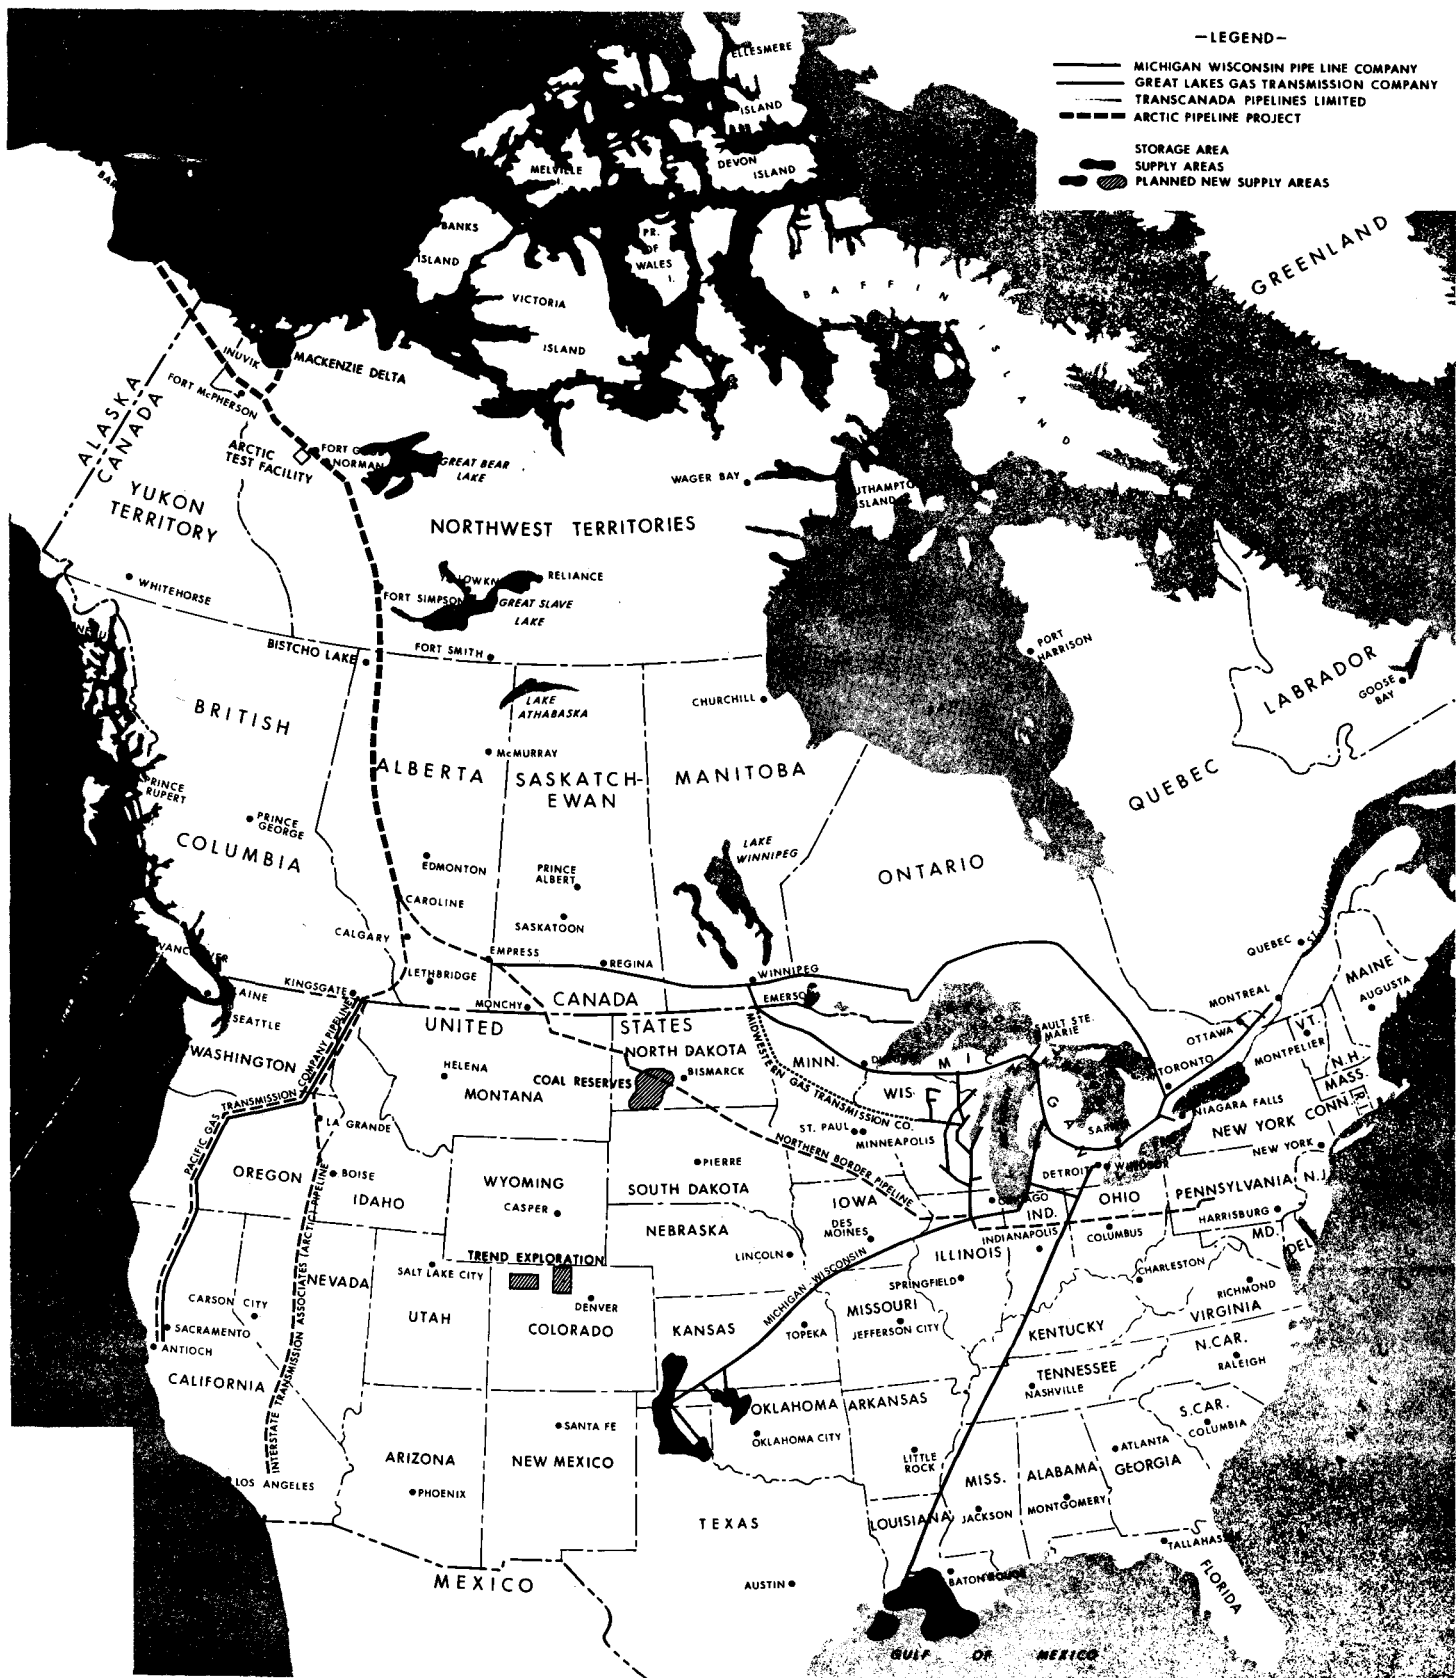 -LEGEND-
MICHIGAN WISCONSIN PIPE LINE COMPANY
GREAT LAKES GAS TRANSMISSION COMPANY
TRANSCANADA PIPELINES LIMITED
ARCTIC PIPELINE PROJECT
STORAGE AREA
SUPPLY AREAS
PLANNED NEW SUPPLY AREAS
ELLESMERE
ISLAND
DEVON
ISLAND
MELVILLE
I.
BANKS
ISLAND
PR.
OF
WALES
I.
VICTORIA
ISLAND
BAFFIN
ISLAND
GREENLAND
INUVIK
MACKENZIE DELTA
FORT McPHERSON
ALASKA
CANADA
ARCTIC
TEST FACILITY
FORT
NORMAN
GREAT BEAR
LAKE
WAGER BAY
YUKON
TERRITORY
NORTHWEST TERRITORIES
WHITEHORSE
RELIANCE
FORT SIMPSON
GREAT SLAVE
LAKE
BISTCHO LAKE
FORT SMITH
PORT
HARRISON
LABRADOR
GOOSE
BAY
BRITISH
LAKE
ATHABASKA
CHURCHILL
McMURRAY
ALBERTA
SASKATCH-
EWAN
MANITOBA
QUEBEC
PRINCE
RUPERT
PRINCE
GEORGE
COLUMBIA
LAKE
WINNIPEG
ONTARIO
EDMONTON
PRINCE
ALBERT
CAROLINE
SASKATOON
CALGARY
QUEBEC
VANCOUVER
EMPRESS
REGINA
WINNIPEG
MAINE
AUGUSTA
KINGSGATE
LETHBRIDGE
MONCHY
CANADA
EMERSON
MONTREAL
SEATTLE
UNITED
STATES
SAULT STE.
MARIE
OTTAWA
V.T.
MONTPELIER
WASHINGTON
HELENA
MONTANA
NORTH DAKOTA
BISMARCK
COAL RESERVES
MINN.
TORONTO
N.H.
MASS.
R.I.
PACIFIC GAS TRANSMISSION COMPANY PIPELINE
MIDWESTERN GAS TRANSMISSION CO.
WIS.
NIAGARA FALLS
NEW YORK
CONN.
LA GRANDE
ST. PAUL
MINNEAPOLIS
SARNIA
NEW YORK
OREGON
BOISE
IDAHO
WYOMING
CASPER
PIERRE
SOUTH DAKOTA
NORTHERN BORDER PIPELINE
DETROIT
WINDSOR
IOWA
DES
MOINES
CHICAGO
IND.
OHIO
PENNSYLVANIA
N.J.
HARRISBURG
NEBRASKA
LINCOLN
INDIANAPOLIS
COLUMBUS
MD.
DEL.
ILLINOIS
TREND EXPLORATION
NEVADA
SALT LAKE CITY
SPRINGFIELD
CHARLESTON
RICHMOND
VIRGINIA
CARSON CITY
UTAH
DENVER
COLORADO
KANSAS
TOPEKA
MICHIGAN-WISCONSIN
MISSOURI
JEFFERSON CITY
KENTUCKY
SACRAMENTO
ANTIOCH
CALIFORNIA
INTERSTATE TRANSMISSION ASSOCIATES (ARCTIC) PIPELINE
N.CAR.
RALEIGH
TENNESSEE
NASHVILLE
SANTA FE
OKLAHOMA
ARKANSAS
OKLAHOMA CITY
S.CAR.
COLUMBIA
ARIZONA
NEW MEXICO
LITTLE
ROCK
ATLANTA
GEORGIA
LOS ANGELES
PHOENIX
MISS.
ALABAMA
MONTGOMERY
TEXAS
LOUISIANA
JACKSON
MEXICO
AUSTIN
BATON ROUGE
FLORIDA
GULF OF MEXICO